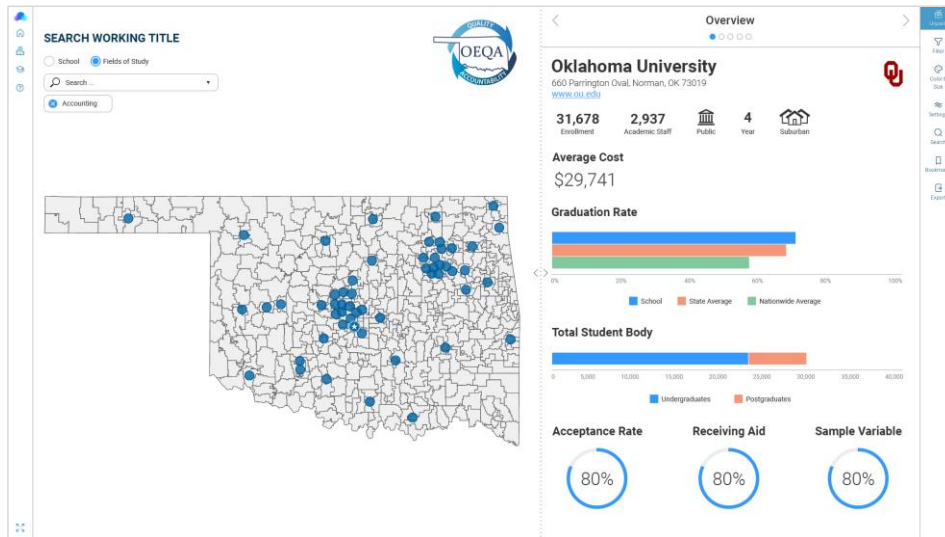 SEARCH WORKING TITLE
School Fields of Study
Search ...
Accounting
QUALITY
OEQA
ACCOUNTABILITY
Overview
Oklahoma University
660 Parrington Oval, Norman, OK 73019
www.ou.edu
31,678 2,937 4
Enrollment Academic Staff Public Year Suburban
Average Cost
$29,741
Graduation Rate
0% 20% 40% 60% 80% 100%
School State Average Nationwide Average
Total Student Body
0 5,000 10,000 15,000 20,000 25,000 30,000 35,000 40,000
Undergraduates Postgraduates
Acceptance Rate Receiving Aid Sample Variable
80% 80% 80%
Filter
Size
Search
Export